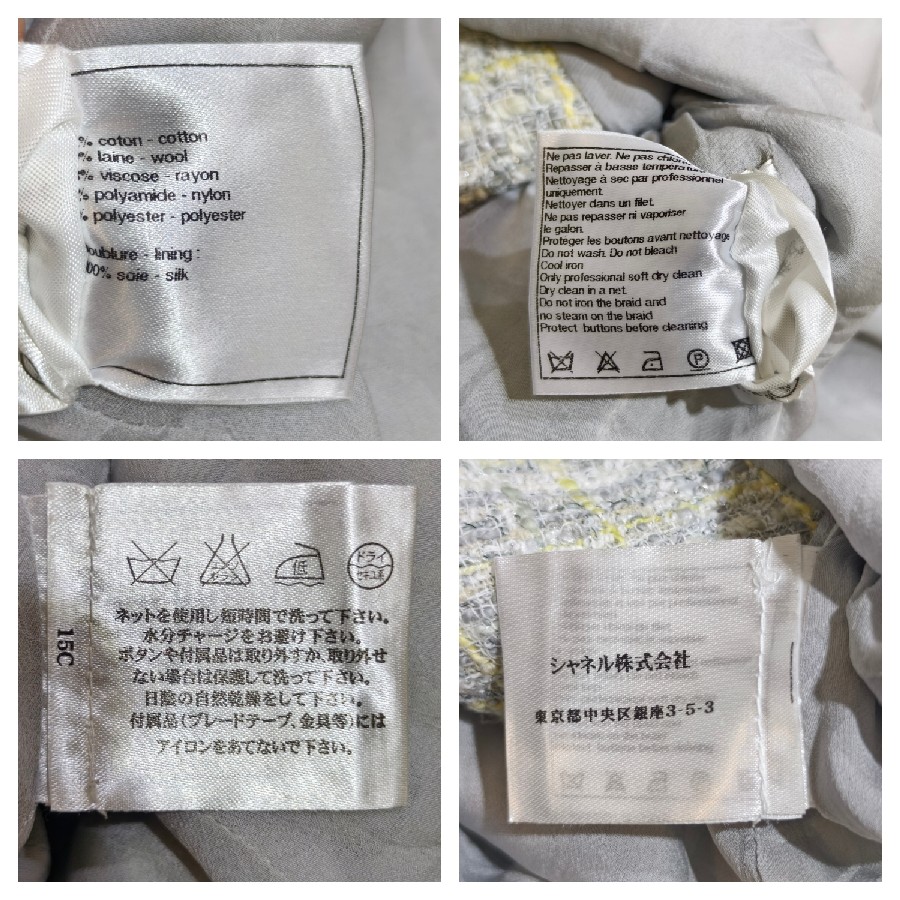 % coton - cotton
% laine - wool
% viscose - rayon
% polyamide - nylon
% polyester - polyester
doublure - lining :
100% soie - silk
Ne pas laver. Ne pas
Repasser à basse
Nettoyage à sec par professionnel
uniquement.
Nettoyer dans un filet.
Ne pas repasser ni vaporiser
le galon.
Proteger les boutons avant nettoyage
Do not wash. Do not bleach
Cool iron
Only professional soft dry clean
Dry clean in a net.
Do not iron the braid and
no steam on the braid
Protect buttons before cleaning
P
低
ドライ
セキユ系
15C
ネットを使用し短時間で洗って下さい。
水分チャージをお避け下さい。
ボタンや付属品は取り外すか、取り外せ
ない場合は保護して洗って下さい。
日陰の自然乾燥をして下さい。
付属品(ブレードテープ、金具等)には
アイロンをあてないで下さい。
シャネル株式会社
東京都中央区銀座3-5-3